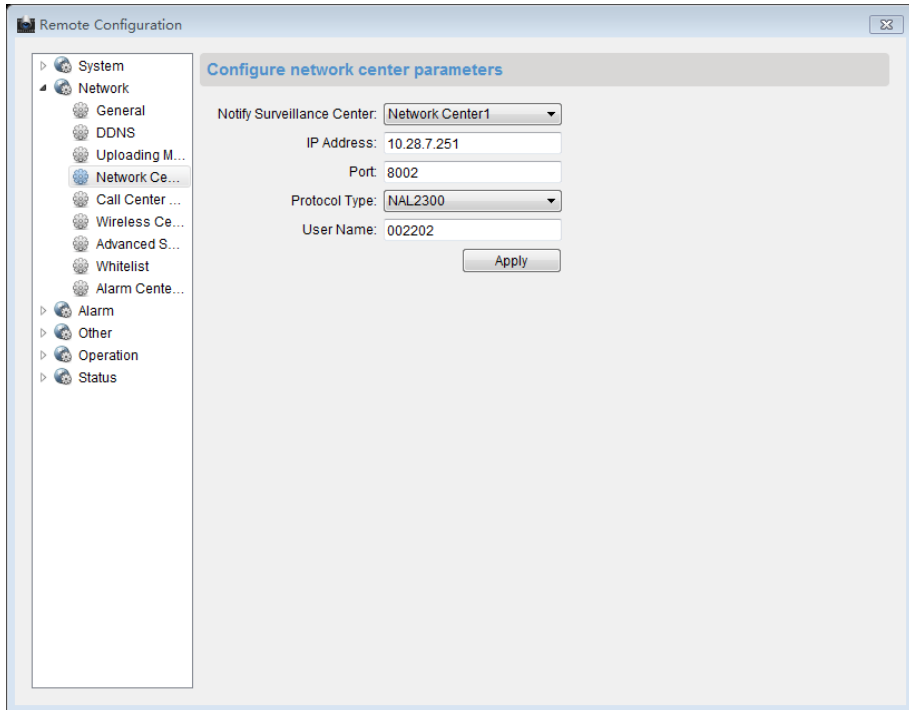 Remote Configuration
System
Network
General
DDNS
Uploading M...
Network Ce...
Call Center ...
Wireless Ce...
Advanced S...
Whitelist
Alarm Cente...
Alarm
Other
Operation
Status
Configure network center parameters
Notify Surveillance Center: Network Center1
IP Address: 10.28.7.251
Port: 8002
Protocol Type: NAL2300
User Name: 002202
Apply